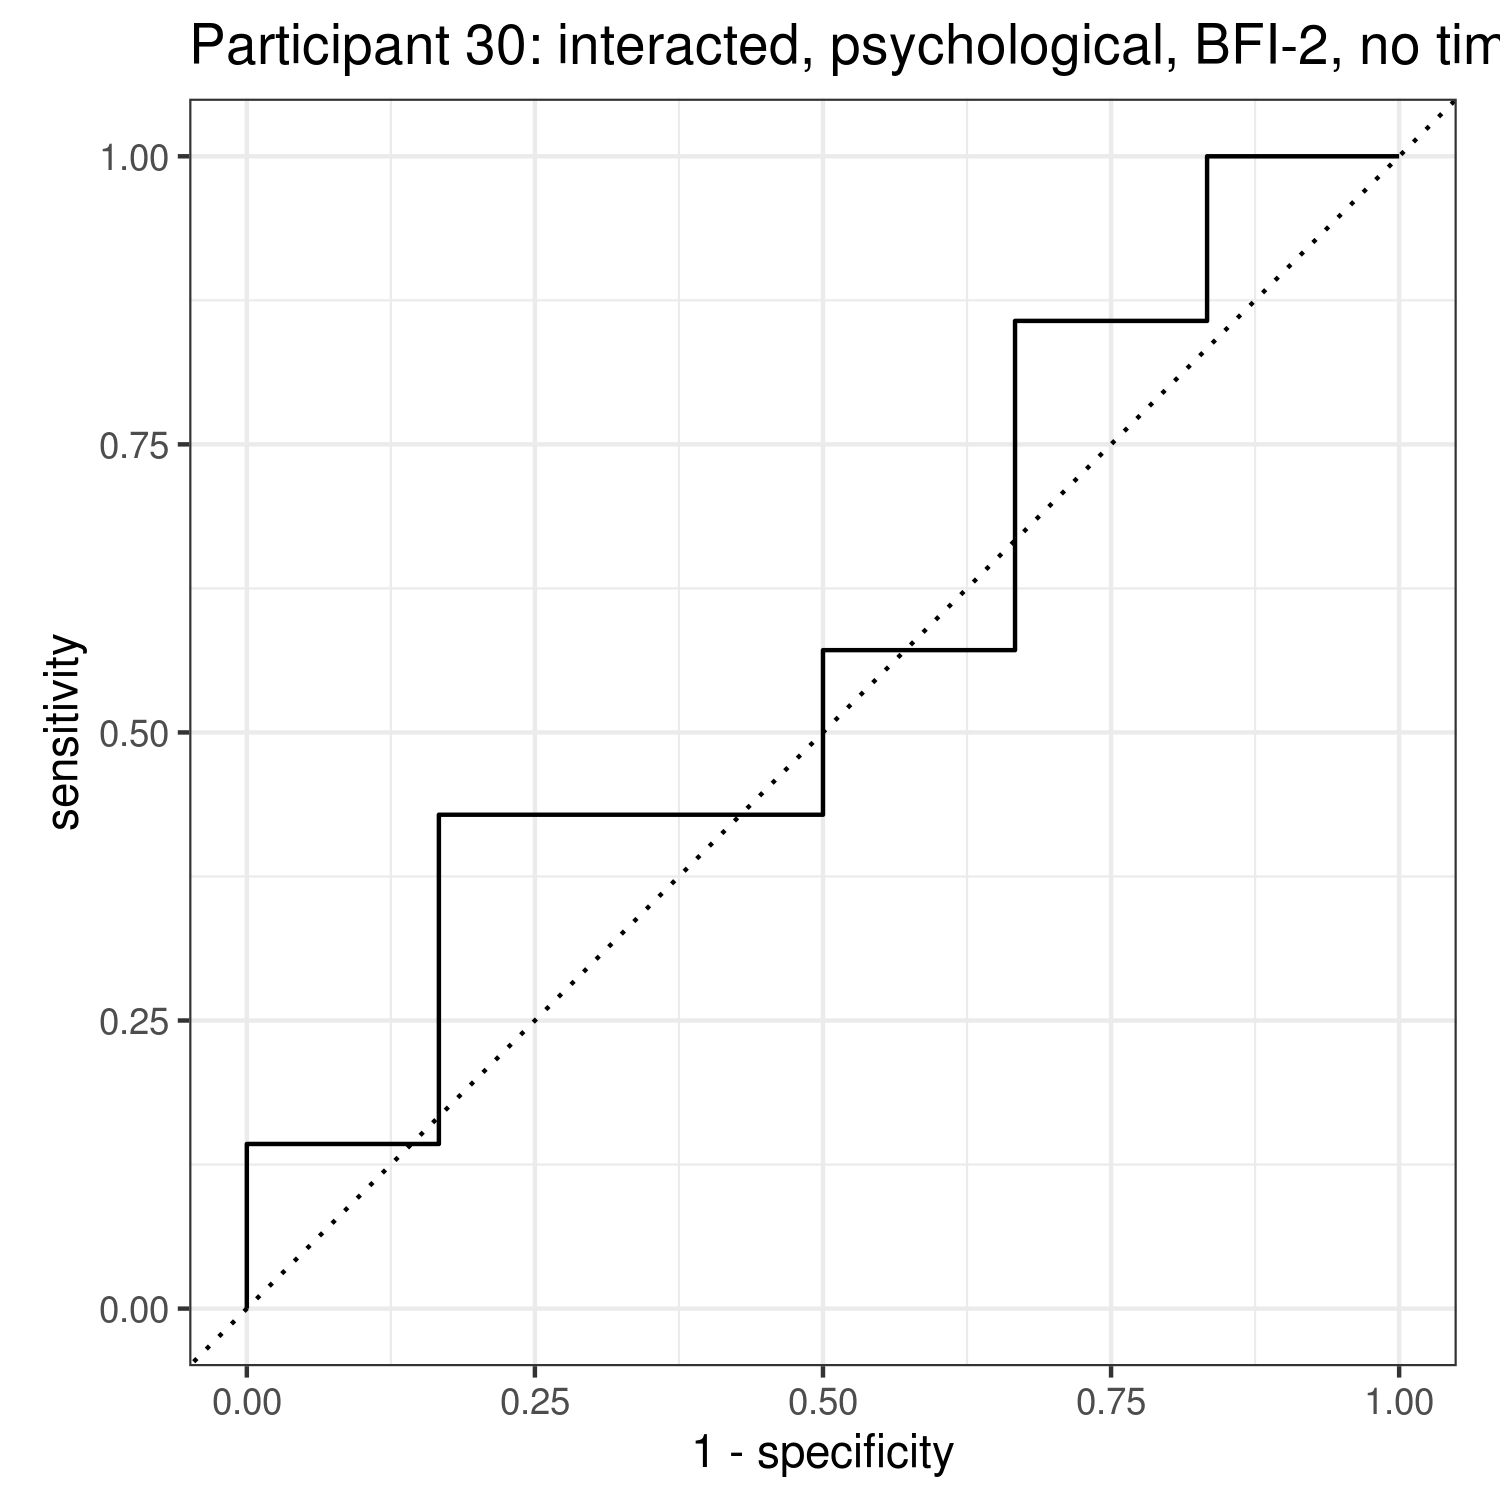 Participant 30: interacted, psychological, BFI-2, no tim
1.00
0.75
0.50
0.25
0.00
sensitivity
0.00 0.25 0.50 0.75 1.00
1 - specificity